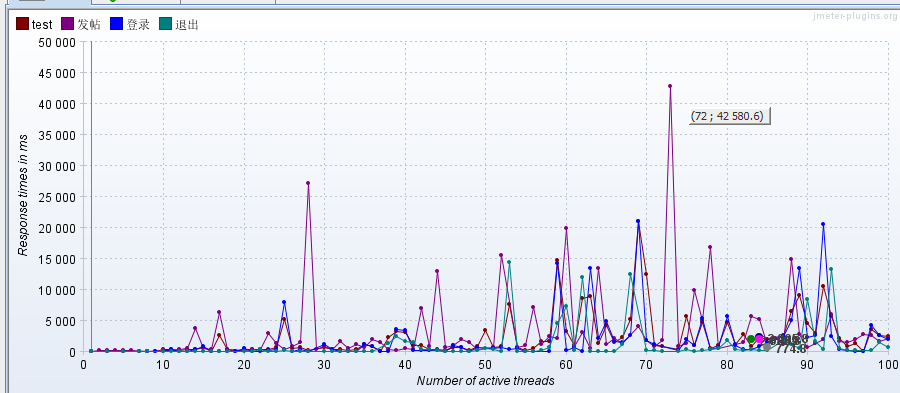 jmeter-plugins.org
test 发帖 登录 退出
50 000
45 000
40 000
35 000
30 000
25 000
20 000
15 000
10 000
5 000
0
Response times in ms
(72 ; 42 580.6)
774.8
0 10 20 30 40 50 60 70 80 90 100
Number of active threads